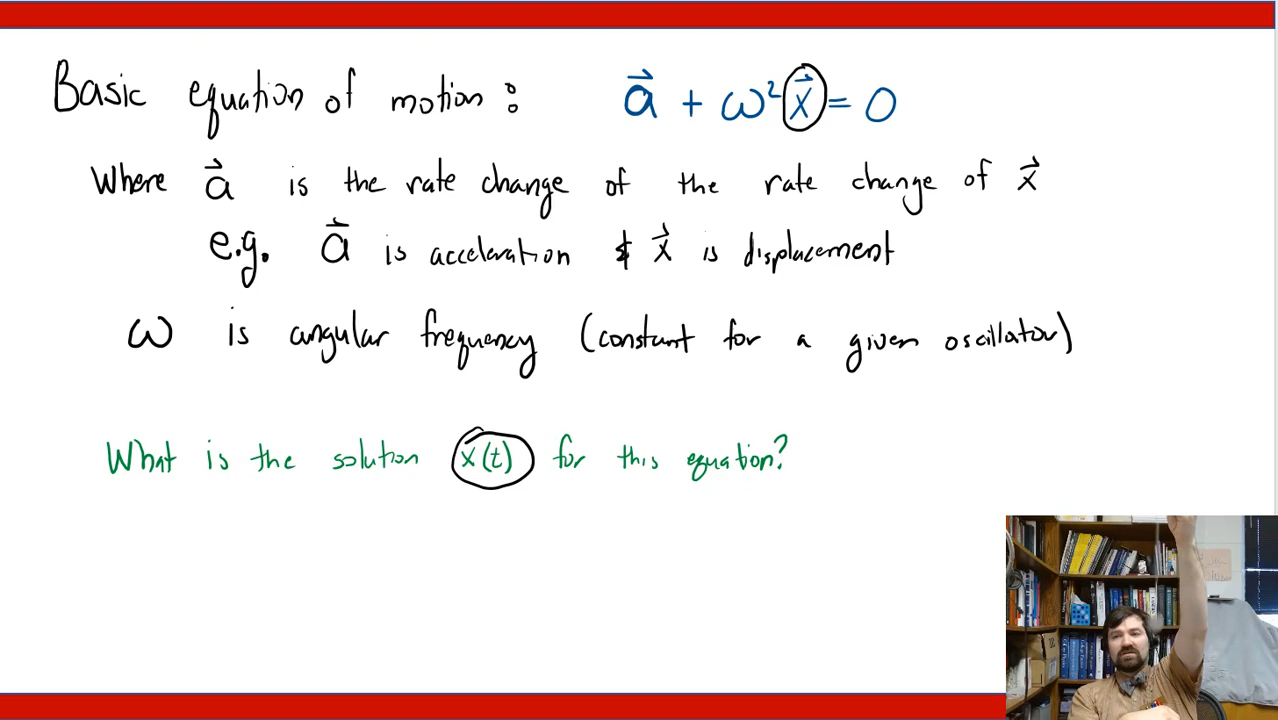 Basic equation of motion: a⃗ + ω² x⃗ = 0
Where a⃗ is the rate change of the rate change of x⃗
e.g. a⃗ is acceleration & x⃗ is displacement
ω is angular frequency (constant for a given oscillator)
What is the solution x(t) for this equation?